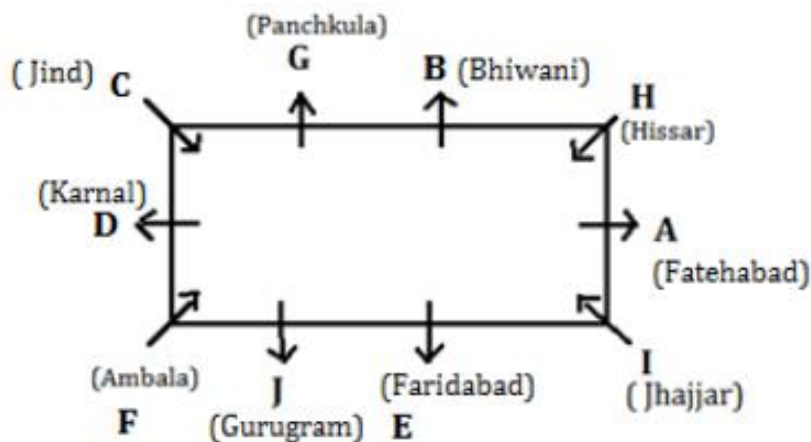 (Panchkula)
G
B (Bhiwani)
(Jind) C
H
(Hissar)
(Karnal)
D
A
(Fatehabad)
(Ambala)
F
J
(Gurugram)
(Faridabad)
E
I
(Jhajjar)